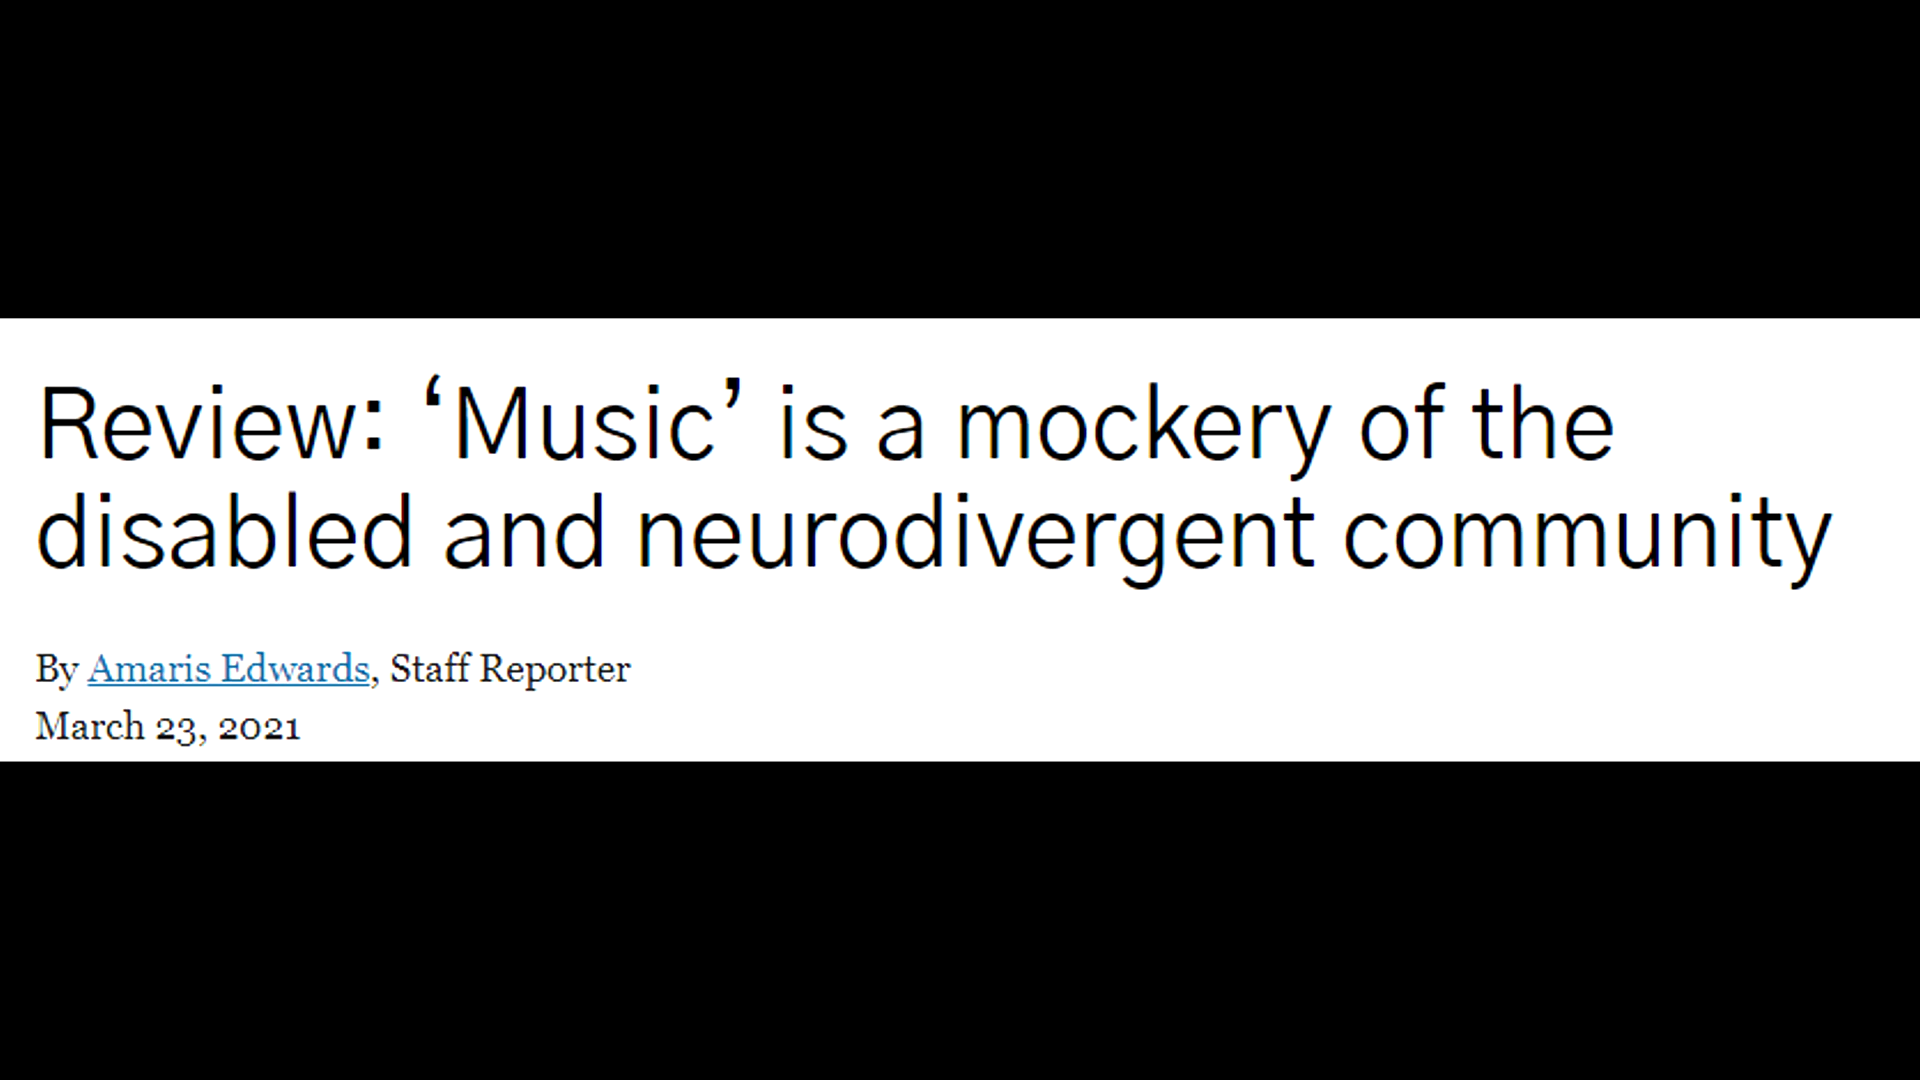 Review: ‘Music’ is a mockery of the
disabled and neurodivergent community
By Amaris Edwards, Staff Reporter
March 23, 2021